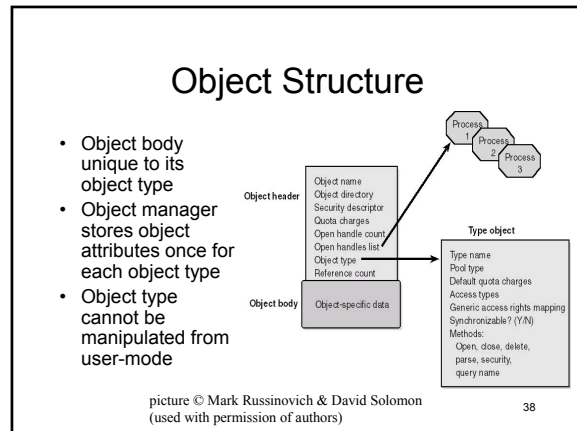 Object Structure
• Object body
unique to its
object type
• Object manager
stores object
attributes once for
each object type
• Object type
cannot be
manipulated from
user-mode
Process
1
Process
2
Process
3
Object header
Object name
Object directory
Security descriptor
Quota charges
Open handle count
Open handles list
Object type
Reference count
Object body
Object-specific data
Type object
Type name
Pool type
Default quota charges
Access types
Generic access rights mapping
Synchronizable? (Y/N)
Methods:
Open, close, delete,
parse, security,
query name
picture © Mark Russinovich & David Solomon
(used with permission of authors)
38